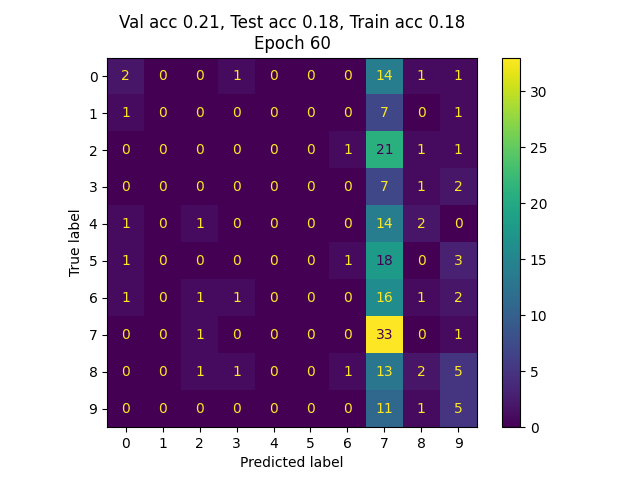 Val acc 0.21, Test acc 0.18, Train acc 0.18
Epoch 60
0 2 0 0 1 0 0 0 14 1 1
1 1 0 0 0 0 0 0 7 0 1
2 0 0 0 0 0 0 1 21 1 1
3 0 0 0 0 0 0 0 7 1 2
4 1 0 1 0 0 0 0 14 2 0
5 1 0 0 0 0 0 1 18 0 3
6 1 0 1 1 0 0 0 16 1 2
7 0 0 1 0 0 0 0 33 0 1
8 0 0 1 1 0 0 1 13 2 5
9 0 0 0 0 0 0 0 11 1 5
0 1 2 3 4 5 6 7 8 9
Predicted label
True label
30
25
20
15
10
5
0